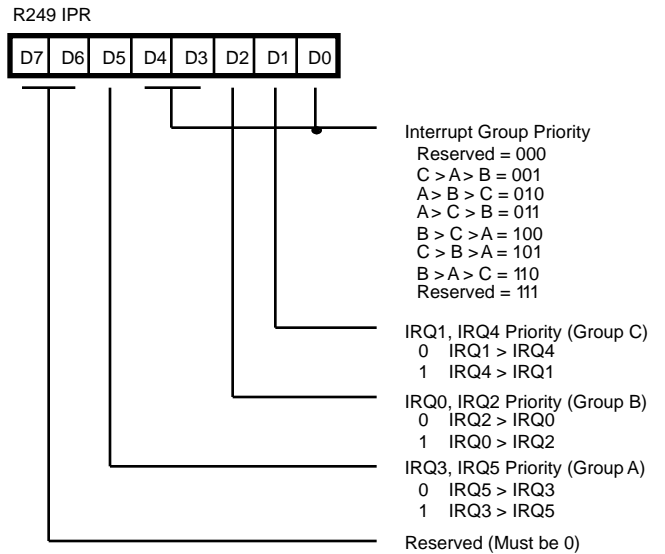 R249 IPR
D7 D6 D5 D4 D3 D2 D1 D0
Interrupt Group Priority
Reserved = 000
C > A > B = 001
A > B > C = 010
A > C > B = 011
B > C > A = 100
C > B > A = 101
B > A > C = 110
Reserved = 111
IRQ1, IRQ4 Priority (Group C)
0 IRQ1 > IRQ4
1 IRQ4 > IRQ1
IRQ0, IRQ2 Priority (Group B)
0 IRQ2 > IRQ0
1 IRQ0 > IRQ2
IRQ3, IRQ5 Priority (Group A)
0 IRQ5 > IRQ3
1 IRQ3 > IRQ5
Reserved (Must be 0)